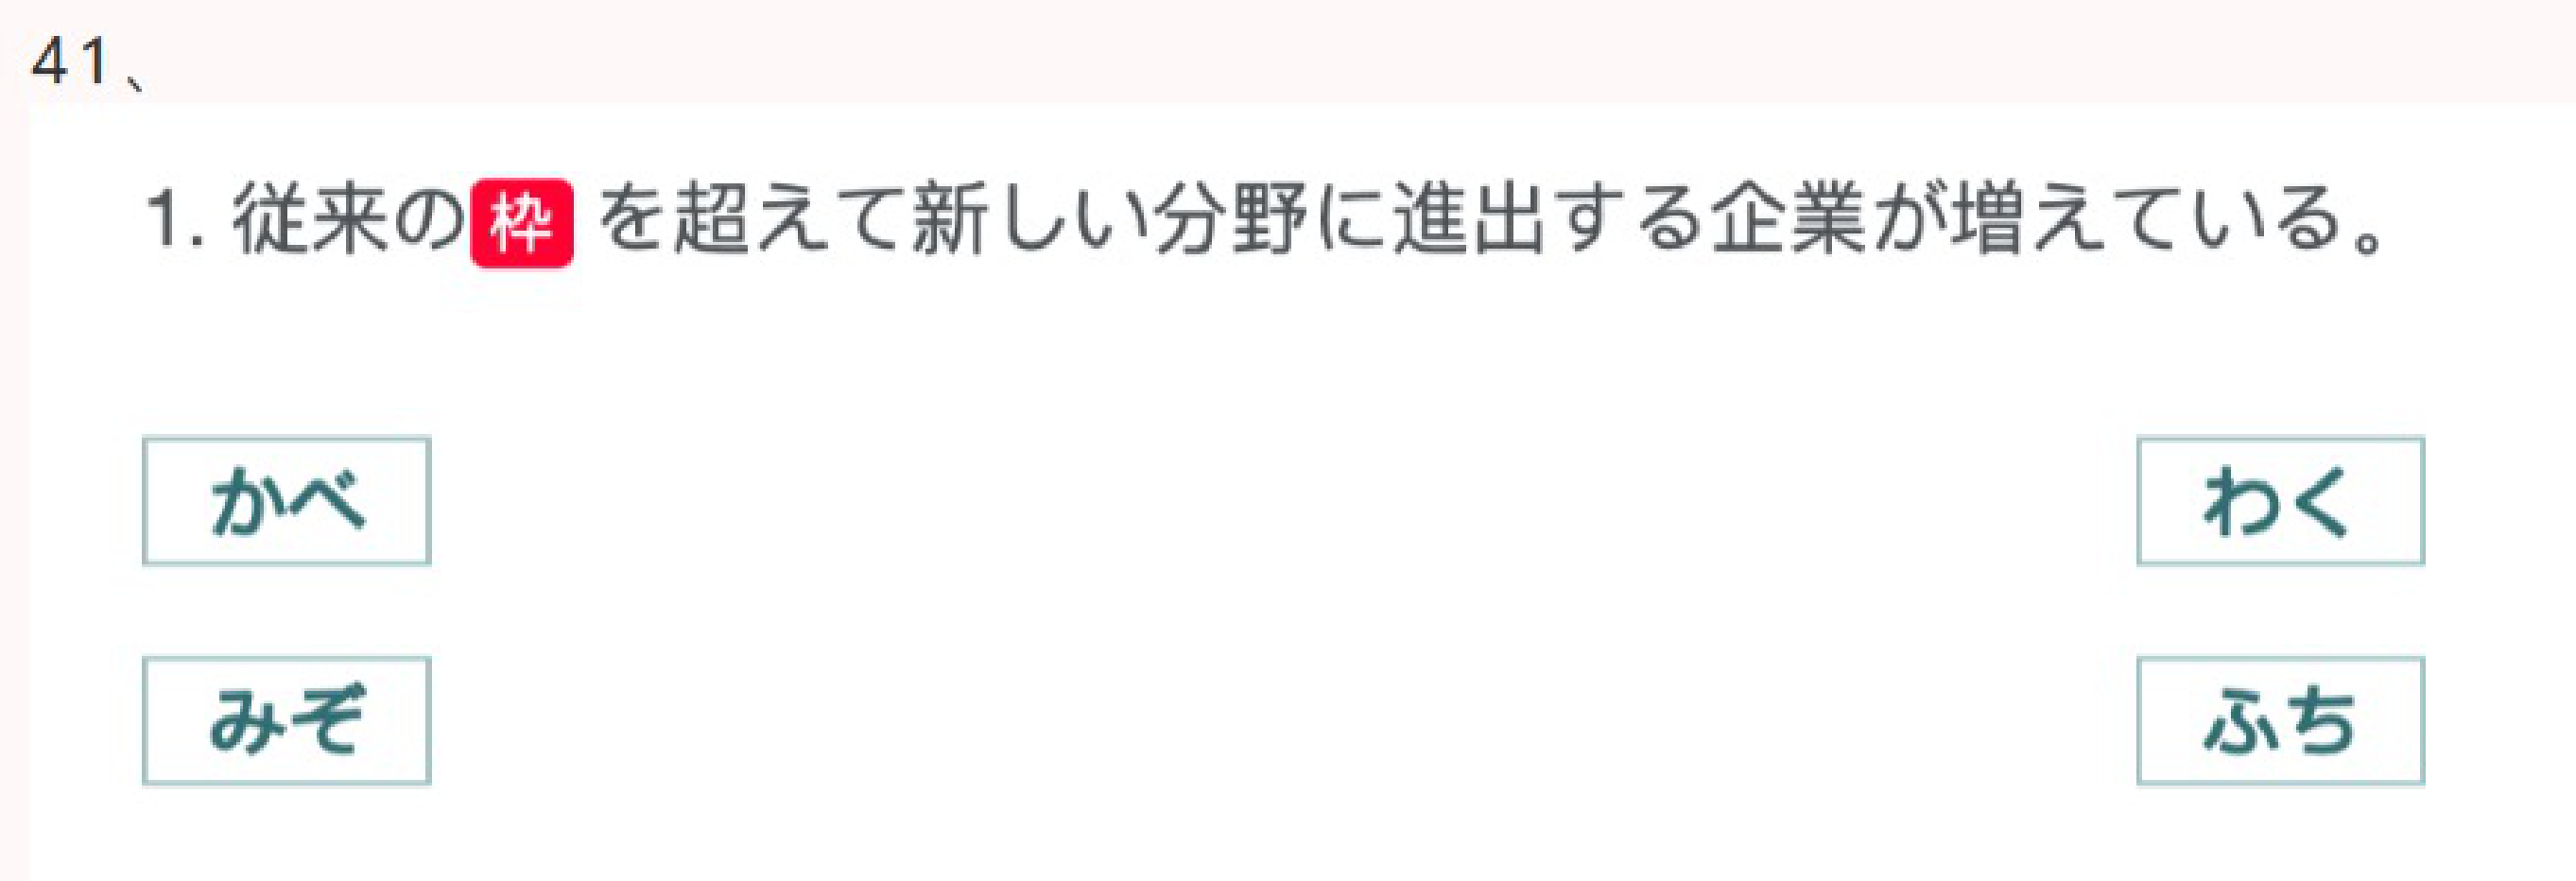 41、
1. 従来の枠を超えて新しい分野に進出する企業が増えている。
かべ
わく
みぞ
ふち